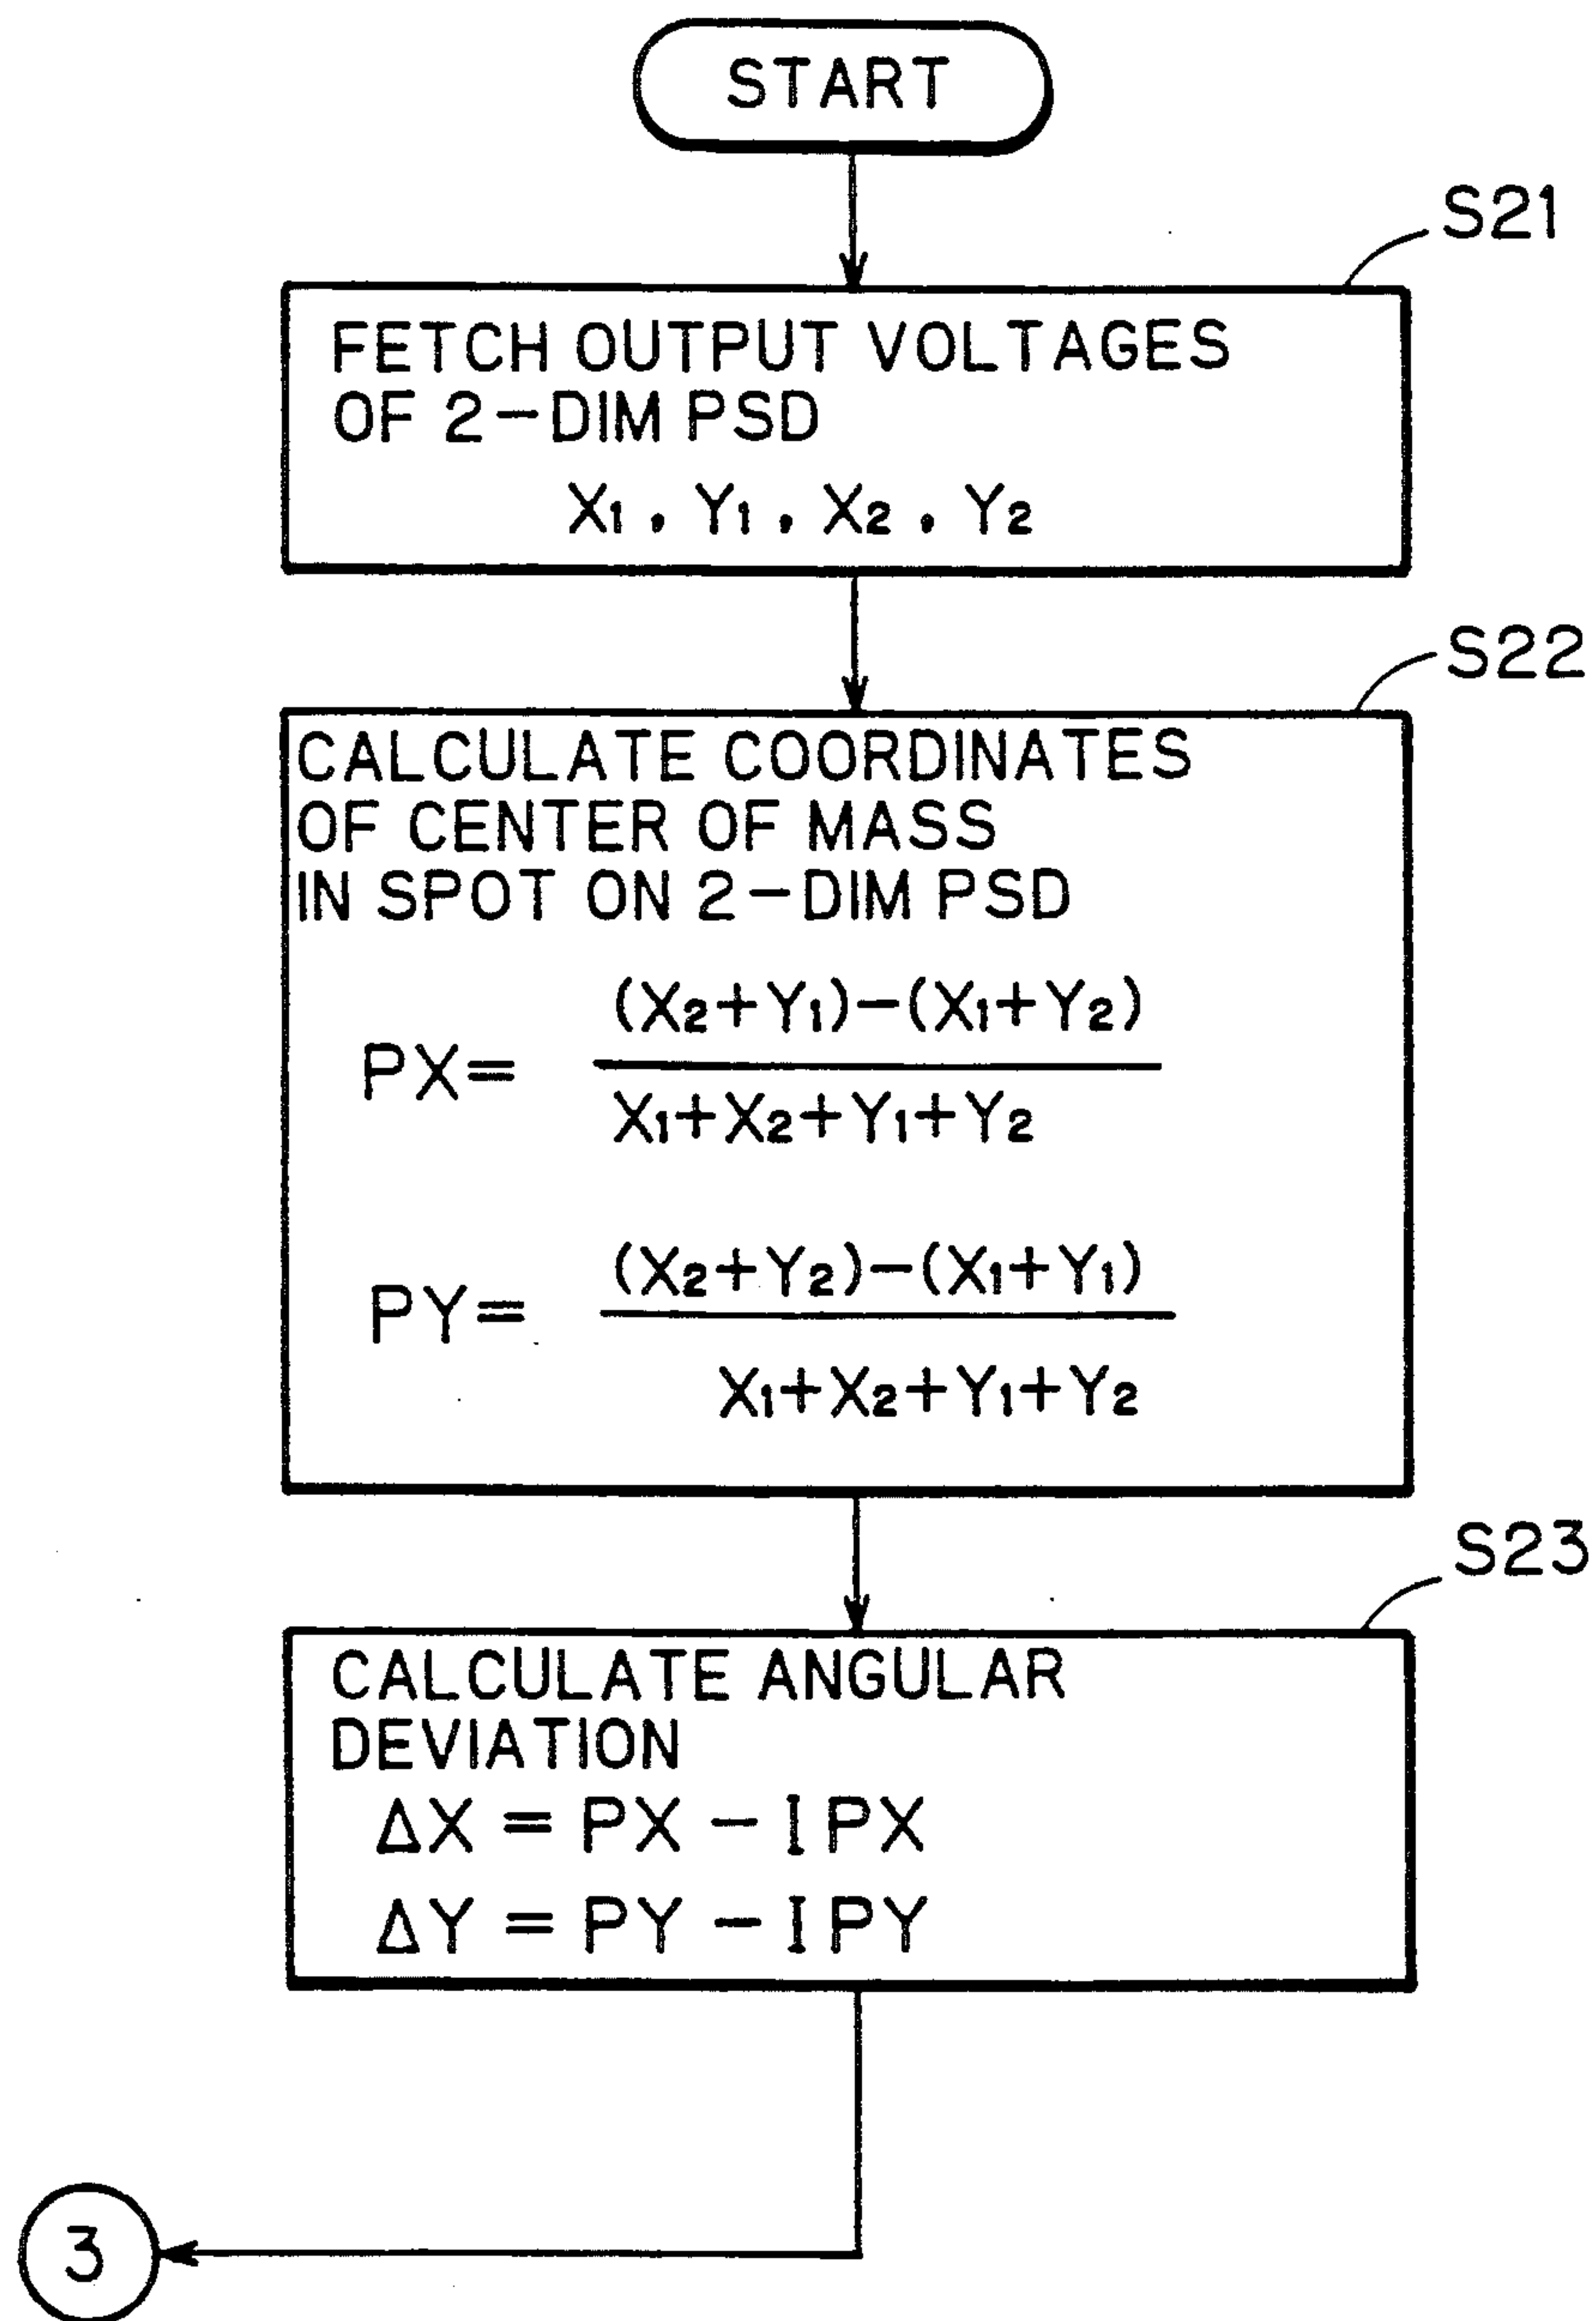 START
S21
FETCH OUTPUT VOLTAGES
OF 2-DIM PSD
X1, Y1, X2, Y2
S22
CALCULATE COORDINATES
OF CENTER OF MASS
IN SPOT ON 2-DIM PSD
(X2+Y1)-(X1+Y2)
PX=
X1+X2+Y1+Y2
(X2+Y2)-(X1+Y1)
PY=
X1+X2+Y1+Y2
S23
CALCULATE ANGULAR
DEVIATION
ΔX = PX - IPX
ΔY = PY - IPY
3